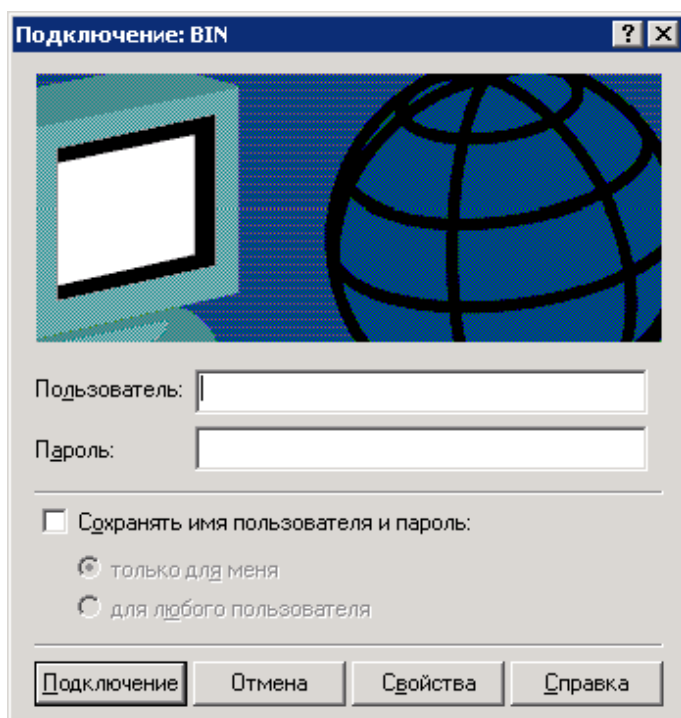 Подключение: BIN
Пользователь:
Пароль:
Сохранять имя пользователя и пароль:
только для меня
для любого пользователя
Подключение Отмена Свойства Справка